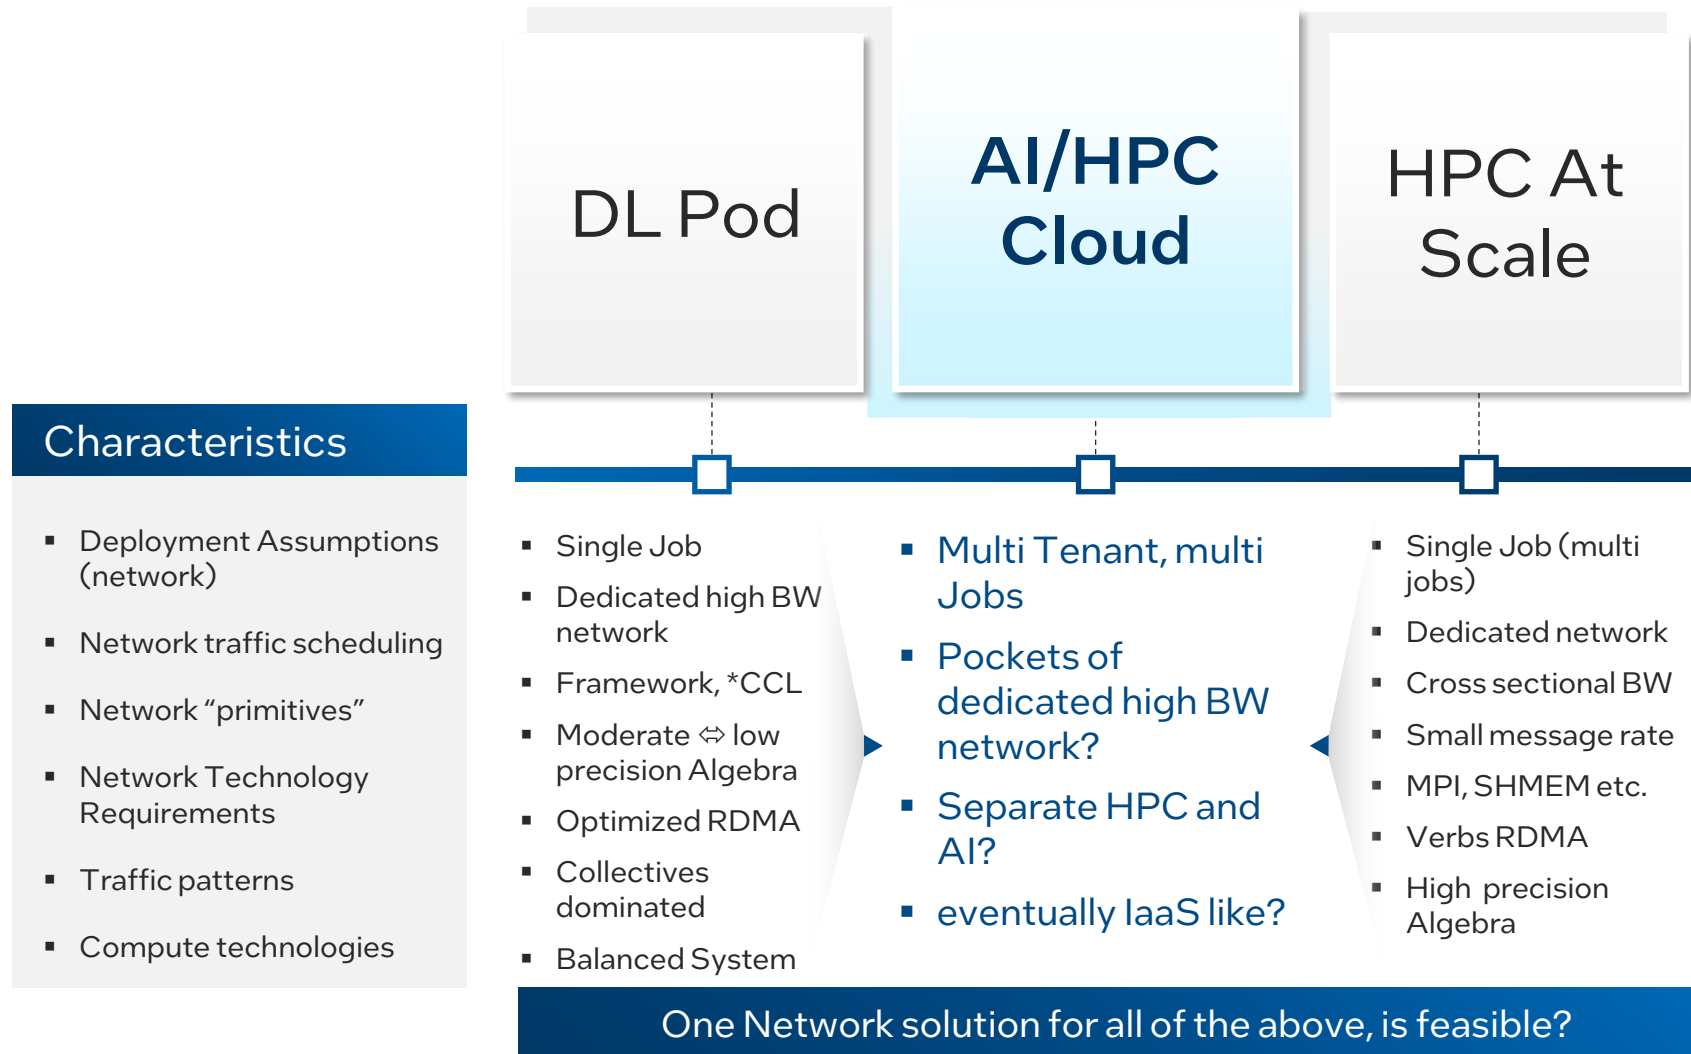 DL Pod
AI/HPC
Cloud
HPC At
Scale
Characteristics
▪ Deployment Assumptions
(network)
▪ Network traffic scheduling
▪ Network “primitives”
▪ Network Technology
Requirements
▪ Traffic patterns
▪ Compute technologies
▪ Single Job
▪ Dedicated high BW
network
▪ Framework, *CCL
▪ Moderate ⬄ low
precision Algebra
▪ Optimized RDMA
▪ Collectives
dominated
▪ Balanced System
▪ Multi Tenant, multi
Jobs
▪ Pockets of
dedicated high BW
network?
▪ Separate HPC and
AI?
▪ eventually IaaS like?
▪ Single Job (multi
jobs)
▪ Dedicated network
▪ Cross sectional BW
▪ Small message rate
▪ MPI, SHMEM etc.
▪ Verbs RDMA
▪ High precision
Algebra
One Network solution for all of the above, is feasible?